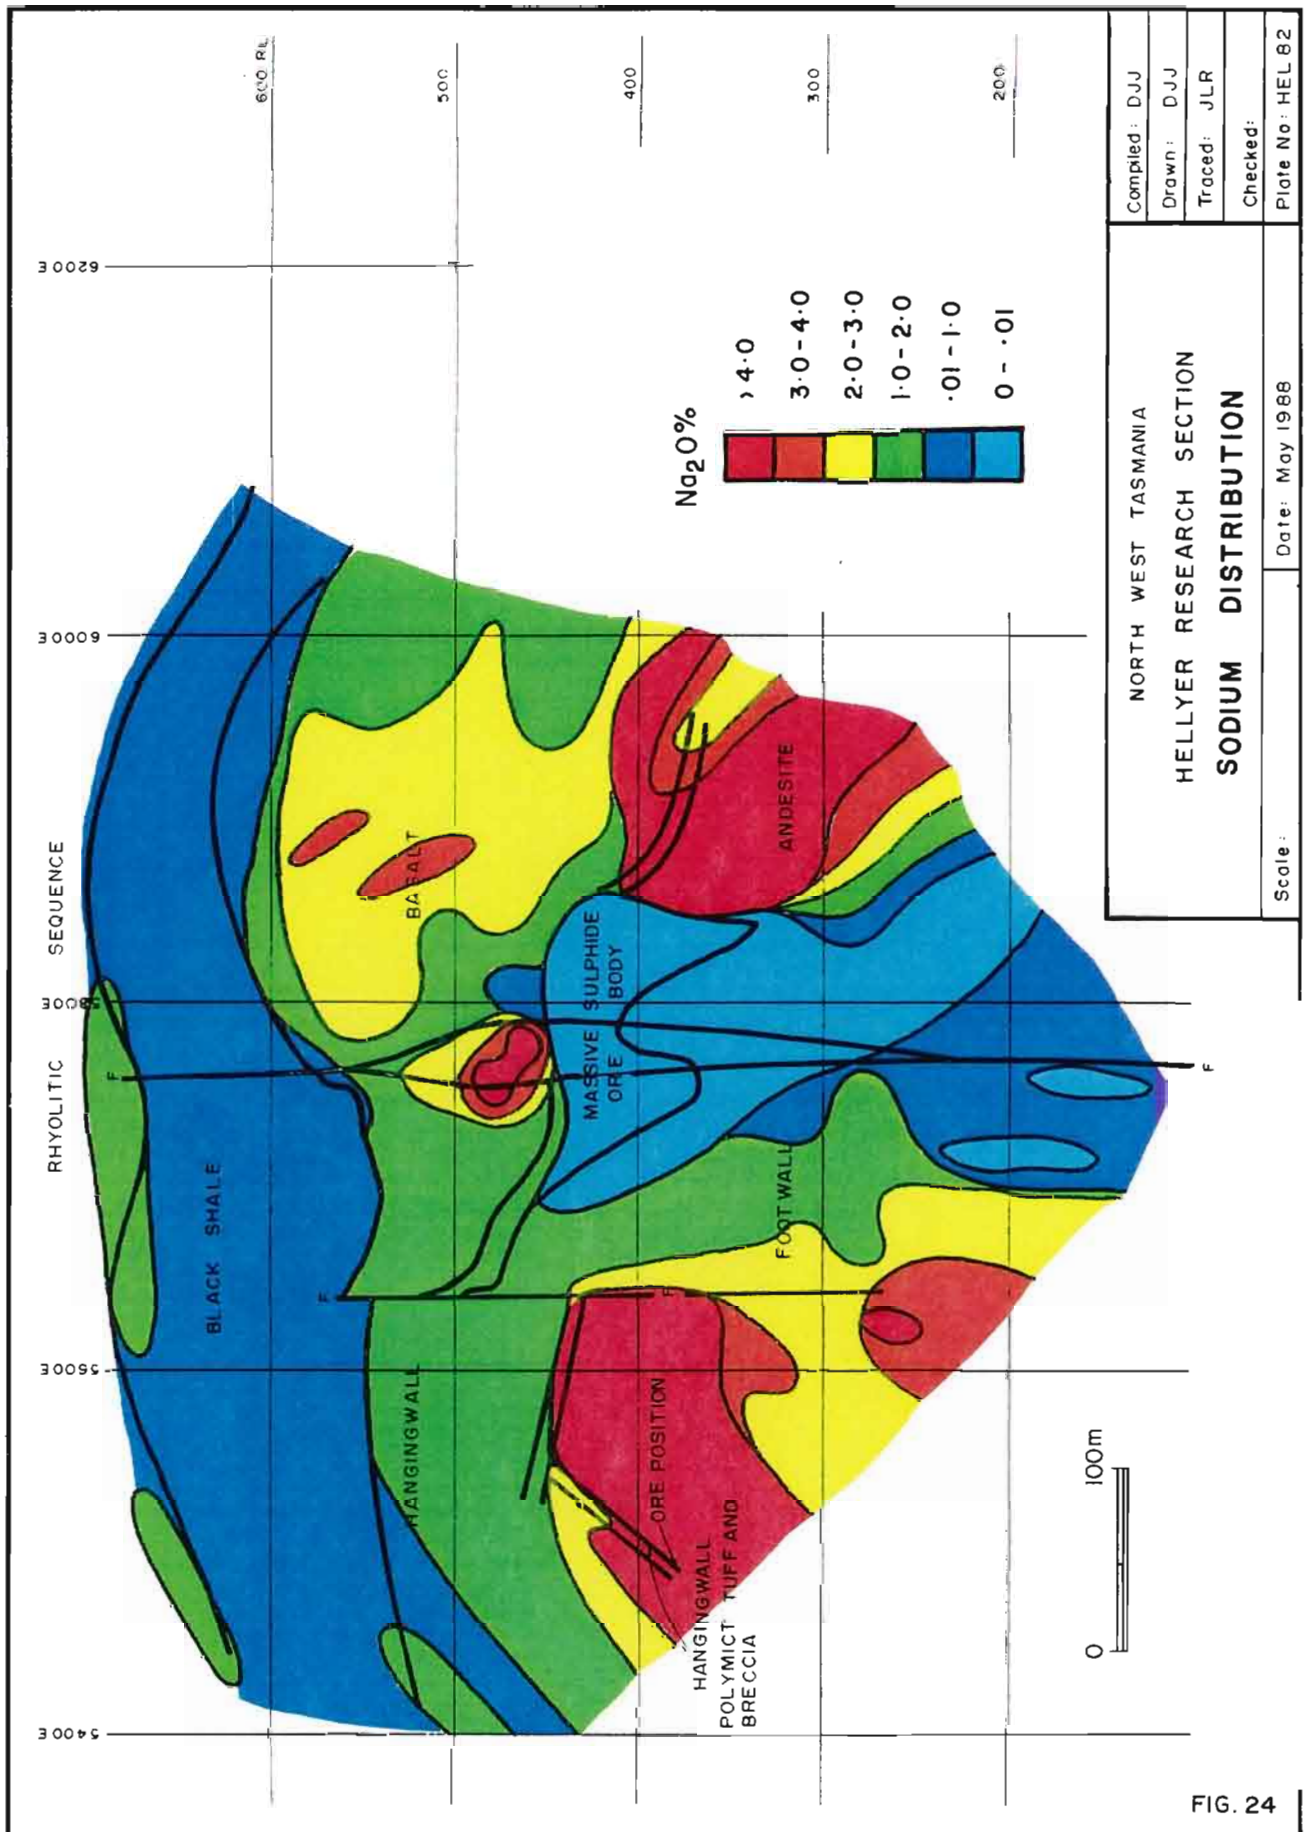 RHYOLITIC SEQUENCE
5400E
5600E
5800E
6000E
6200E
600 RL
500
400
300
200
BLACK SHALE
HANGINGWALL
BASALT
MASSIVE SULPHIDE
ORE BODY
ANDESITE
FOOTWALL
ORE POSITION
HANGINGWALL
POLYMICT TUFF AND
BRECCIA
F
F
F
F
Na2O%
>4·0
3·0-4·0
2·0-3·0
1·0-2·0
·01-1·0
0-·01
0 100m
NORTH WEST TASMANIA
HELLYER RESEARCH SECTION
SODIUM DISTRIBUTION
Scale:
Date: May 1988
Compiled: DJJ
Drawn: DJJ
Traced: JLR
Checked:
Plate No: HEL 82
FIG. 24